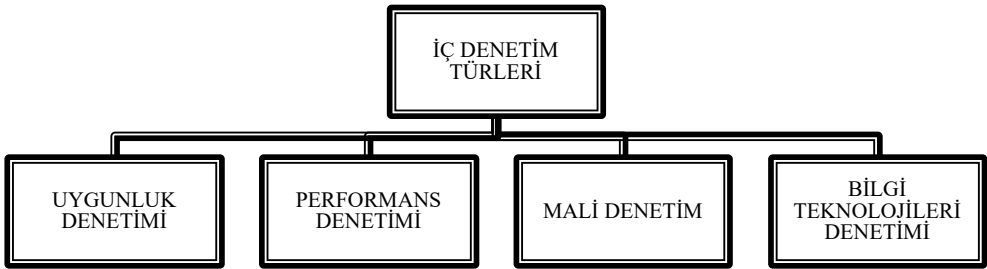 İÇ DENETİM
TÜRLERİ
UYGUNLUK
DENETİMİ
PERFORMANS
DENETİMİ
MALİ DENETİM
BİLGİ
TEKNOLOJİLERİ
DENETİMİ